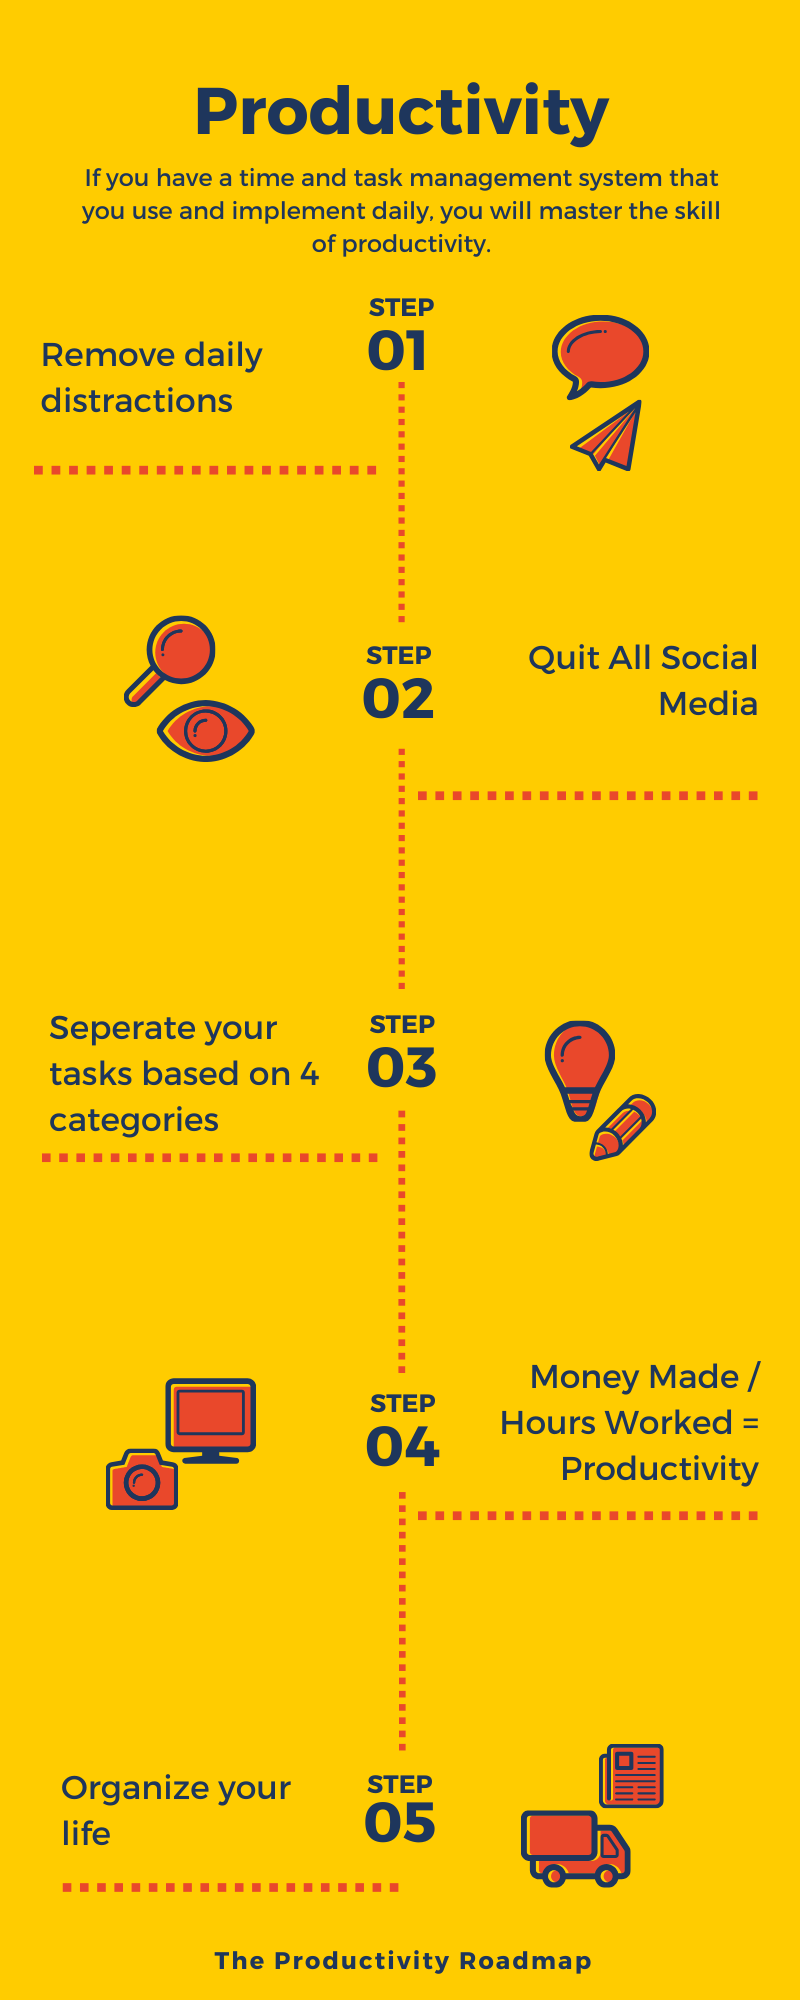 Productivity
If you have a time and task management system that
you use and implement daily, you will master the skill
of productivity.
STEP
01
Remove daily
distractions
STEP
02
Quit All Social
Media
STEP
03
Seperate your
tasks based on 4
categories
STEP
04
Money Made /
Hours Worked =
Productivity
STEP
05
Organize your
life
The Productivity Roadmap